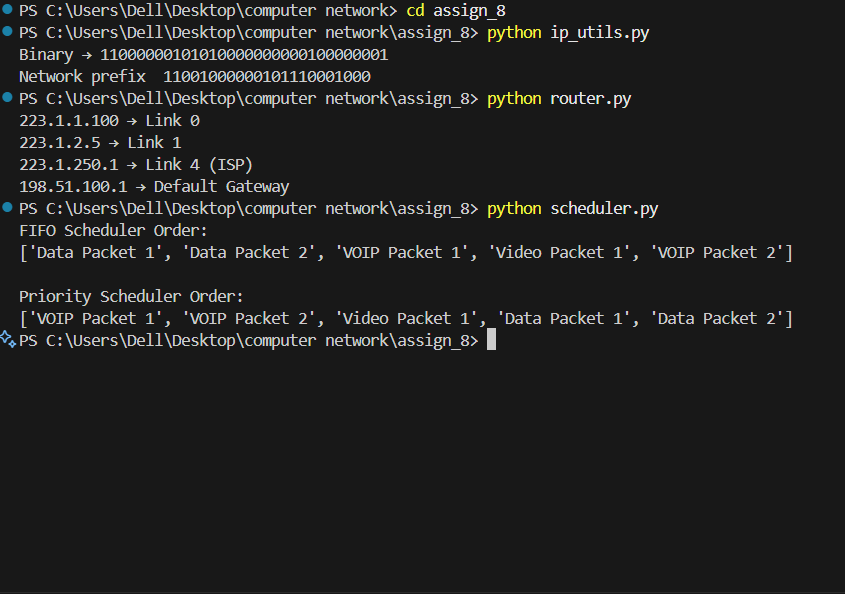 PS C:\Users\Dell\Desktop\computer network> cd assign_8
PS C:\Users\Dell\Desktop\computer network\assign_8> python ip_utils.py
Binary → 11000000101010000000000100000001
Network prefix  11001000000101110001000
PS C:\Users\Dell\Desktop\computer network\assign_8> python router.py
223.1.1.100 → Link 0
223.1.2.5 → Link 1
223.1.250.1 → Link 4 (ISP)
198.51.100.1 → Default Gateway
PS C:\Users\Dell\Desktop\computer network\assign_8> python scheduler.py
FIFO Scheduler Order:
['Data Packet 1', 'Data Packet 2', 'VOIP Packet 1', 'Video Packet 1', 'VOIP Packet 2']
Priority Scheduler Order:
['VOIP Packet 1', 'VOIP Packet 2', 'Video Packet 1', 'Data Packet 1', 'Data Packet 2']
PS C:\Users\Dell\Desktop\computer network\assign_8>